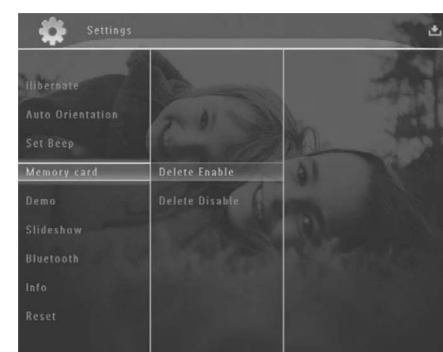 Settings
Hibernate
Auto Orientation
Set Beep
Memory card
Delete Enable
Demo
Delete Disable
Slideshow
Bluetooth
Info
Reset